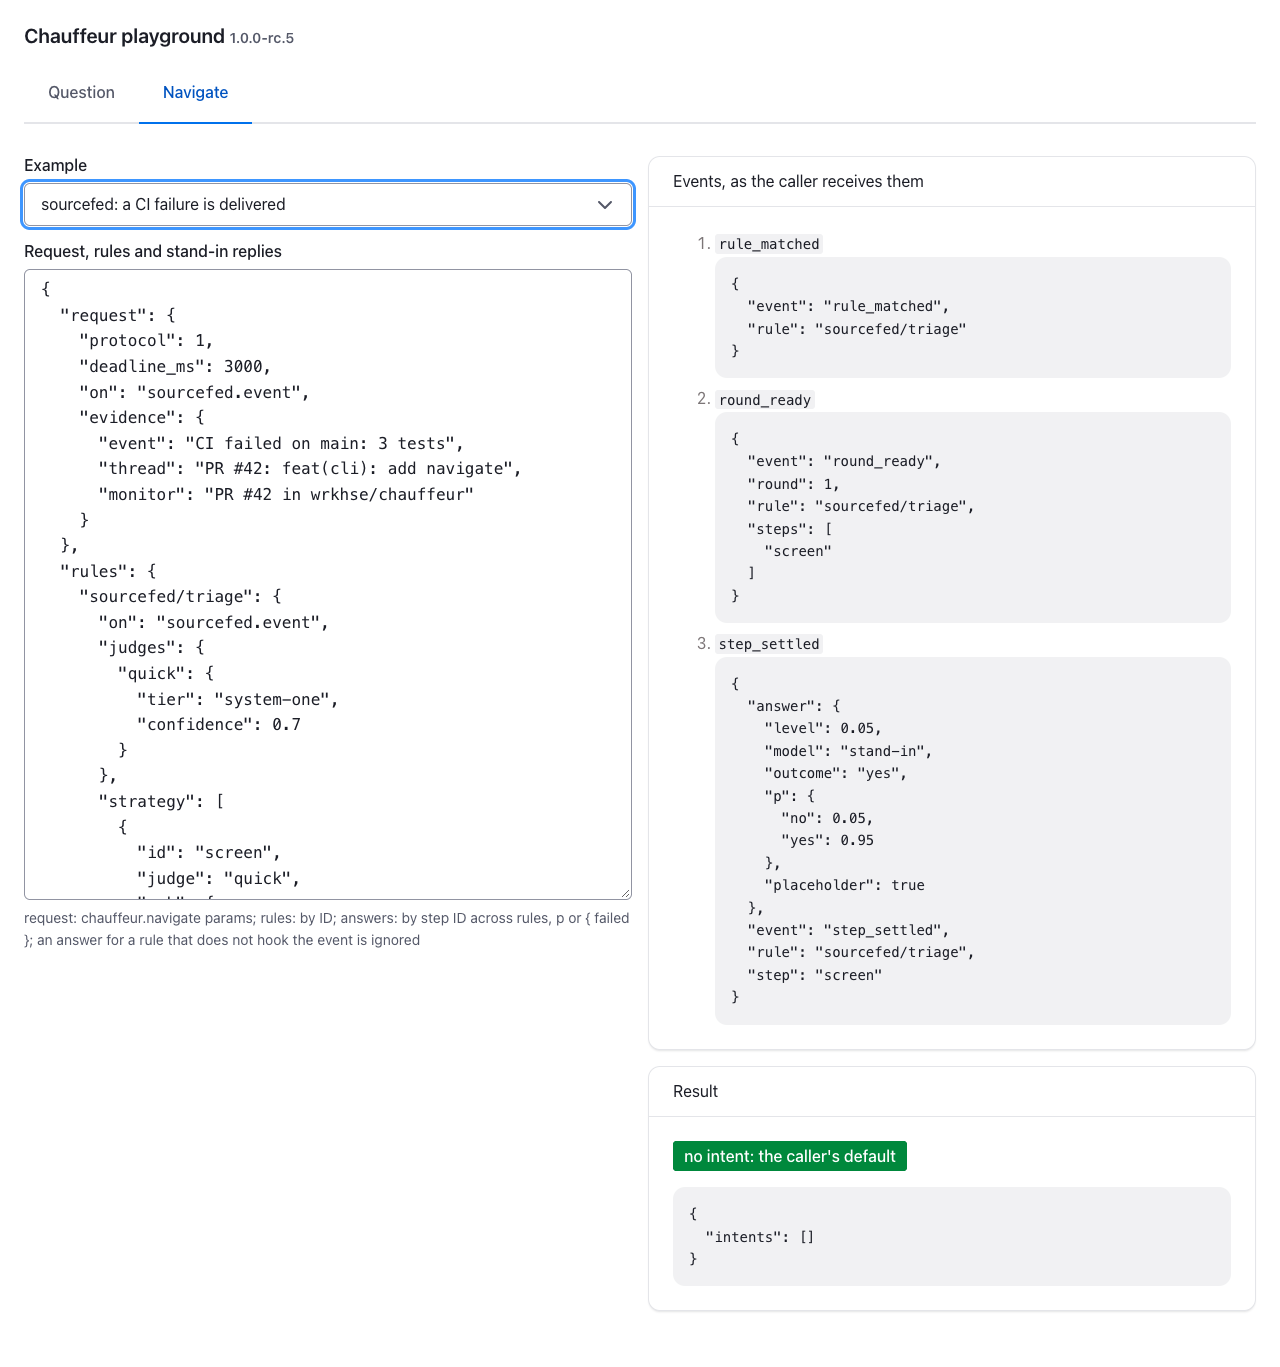 Chauffeur playground 1.0.0-rc.5
Question
Navigate
Example
sourcefed: a CI failure is delivered
Request, rules and stand-in replies
{
  "request": {
    "protocol": 1,
    "deadline_ms": 3000,
    "on": "sourcefed.event",
    "evidence": {
      "event": "CI failed on main: 3 tests",
      "thread": "PR #42: feat(cli): add navigate",
      "monitor": "PR #42 in wrkhse/chauffeur"
    }
  },
  "rules": {
    "sourcefed/triage": {
      "on": "sourcefed.event",
      "judges": {
        "quick": {
          "tier": "system-one",
          "confidence": 0.7
        }
      },
      "strategy": [
        {
          "id": "screen",
          "judge": "quick",
request: chauffeur.navigate params; rules: by ID; answers: by step ID across rules, p or { failed
}; an answer for a rule that does not hook the event is ignored
Events, as the caller receives them
1. rule_matched
{
  "event": "rule_matched",
  "rule": "sourcefed/triage"
}
2. round_ready
{
  "event": "round_ready",
  "round": 1,
  "rule": "sourcefed/triage",
  "steps": [
    "screen"
  ]
}
3. step_settled
{
  "answer": {
    "level": 0.05,
    "model": "stand-in",
    "outcome": "yes",
    "p": {
      "no": 0.05,
      "yes": 0.95
    },
    "placeholder": true
  },
  "event": "step_settled",
  "rule": "sourcefed/triage",
  "step": "screen"
}
Result
no intent: the caller's default
{
  "intents": []
}